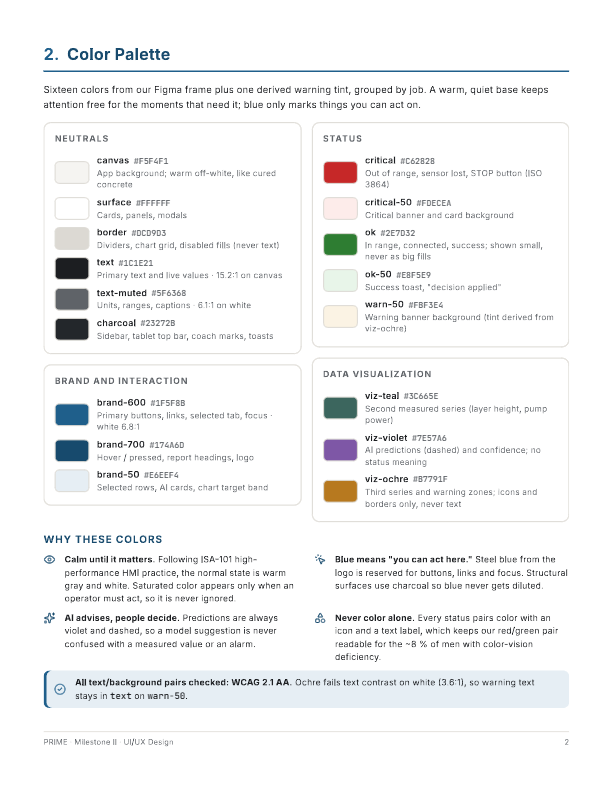 2. Color Palette
Sixteen colors from our Figma frame plus one derived warning tint, grouped by job. A warm, quiet base keeps
attention free for the moments that need it; blue only marks things you can act on.
NEUTRALS
canvas #F5F4F1
App background; warm off-white, like cured
concrete
surface #FFFFFF
Cards, panels, modals
border #DCD9D3
Dividers, chart grid, disabled fills (never text)
text #1C1E21
Primary text and live values · 15.2:1 on canvas
text-muted #5F6368
Units, ranges, captions · 6.1:1 on white
charcoal #23272B
Sidebar, tablet top bar, coach marks, toasts
BRAND AND INTERACTION
brand-600 #1F5F8B
Primary buttons, links, selected tab, focus ·
white 6.8:1
brand-700 #174A6D
Hover / pressed, report headings, logo
brand-50 #E6EEF4
Selected rows, AI cards, chart target band
STATUS
critical #C62828
Out of range, sensor lost, STOP button (ISO
3864)
critical-50 #FDECEA
Critical banner and card background
ok #2E7D32
In range, connected, success; shown small,
never as big fills
ok-50 #E8F5E9
Success toast, "decision applied"
warn-50 #FBF3E4
Warning banner background (tint derived from
viz-ochre)
DATA VISUALIZATION
viz-teal #3C665E
Second measured series (layer height, pump
power)
viz-violet #7E57A6
AI predictions (dashed) and confidence; no
status meaning
viz-ochre #B7791F
Third series and warning zones; icons and
borders only, never text
WHY THESE COLORS
Calm until it matters. Following ISA-101 high-
performance HMI practice, the normal state is warm
gray and white. Saturated color appears only when an
operator must act, so it is never ignored.
Blue means "you can act here." Steel blue from the
logo is reserved for buttons, links and focus. Structural
surfaces use charcoal so blue never gets diluted.
AI advises, people decide. Predictions are always
violet and dashed, so a model suggestion is never
confused with a measured value or an alarm.
Never color alone. Every status pairs color with an
icon and a text label, which keeps our red/green pair
readable for the ~8 % of men with color-vision
deficiency.
All text/background pairs checked: WCAG 2.1 AA. Ochre fails text contrast on white (3.6:1), so warning text
stays in text on warn-50.
PRIME · Milestone II · UI/UX Design
2